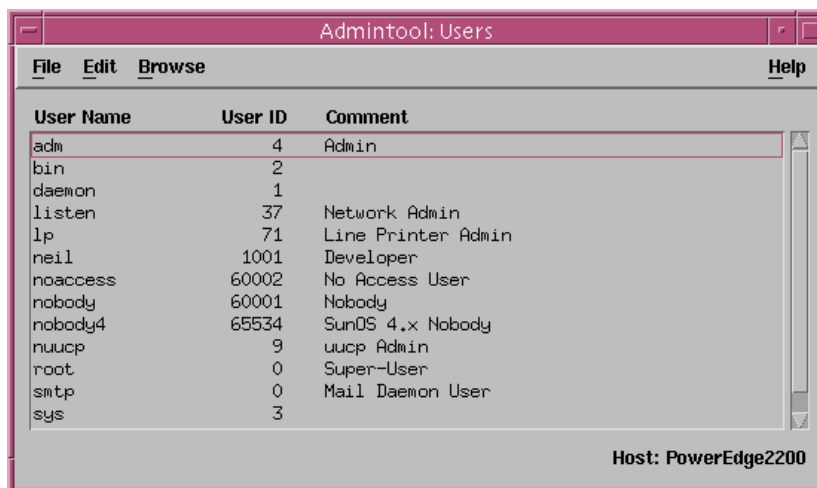 Admintool: Users
File Edit Browse Help
User Name User ID Comment
adm 4 Admin
bin 2
daemon 1
listen 37 Network Admin
lp 71 Line Printer Admin
neil 1001 Developer
noaccess 60002 No Access User
nobody 60001 Nobody
nobody4 65534 SunOS 4.x Nobody
nuucp 9 uucp Admin
root 0 Super-User
smtp 0 Mail Daemon User
sys 3
Host: PowerEdge2200